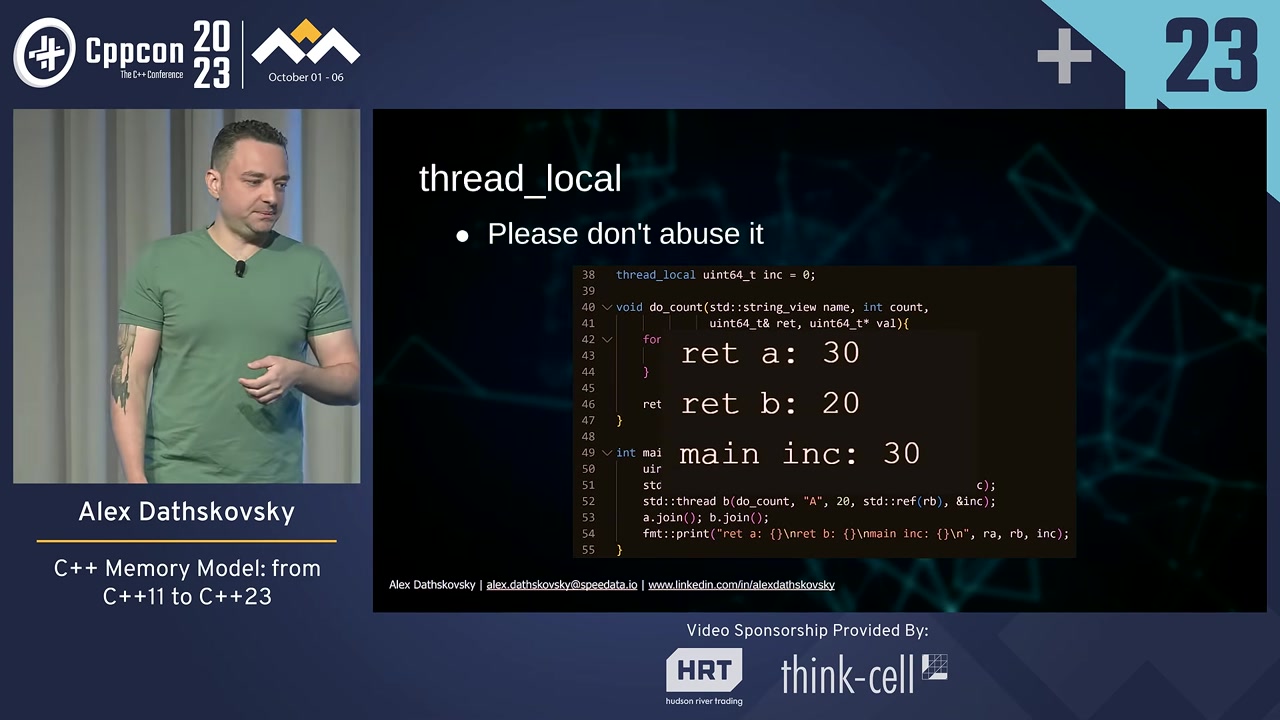 Cppcon
The C++ Conference
20
23
October 01 - 06
23
thread_local
● Please don't abuse it
38 thread_local uint64_t inc = 0;
39
40 void do_count(std::string_view name, int count,
41 uint64_t& ret, uint64_t* val){
42 for
43
44 }
45
46 ret
47 }
48
49 int mai
50 uin
51 std c);
52 std::thread b(do_count, "A", 20, std::ref(rb), &inc);
53 a.join(); b.join();
54 fmt::print("ret a: {}\nret b: {}\nmain inc: {}\n", ra, rb, inc);
55 }
ret a: 30
ret b: 20
main inc: 30
Alex Dathskovsky | alex.dathskovsky@speedata.io | www.linkedin.com/in/alexdathskovsky
Alex Dathskovsky
C++ Memory Model: from
C++11 to C++23
Video Sponsorship Provided By:
HRT
hudson river trading
think-cell